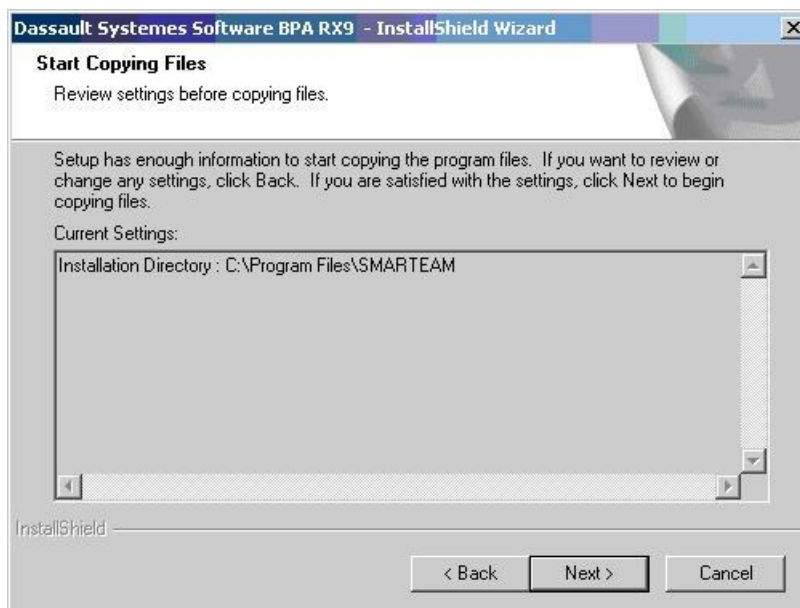 Dassault Systemes Software BPA RX9 - InstallShield Wizard
Start Copying Files
Review settings before copying files.
Setup has enough information to start copying the program files. If you want to review or
change any settings, click Back. If you are satisfied with the settings, click Next to begin
copying files.
Current Settings:
Installation Directory : C:\Program Files\SMARTEAM
InstallShield
< Back Next > Cancel